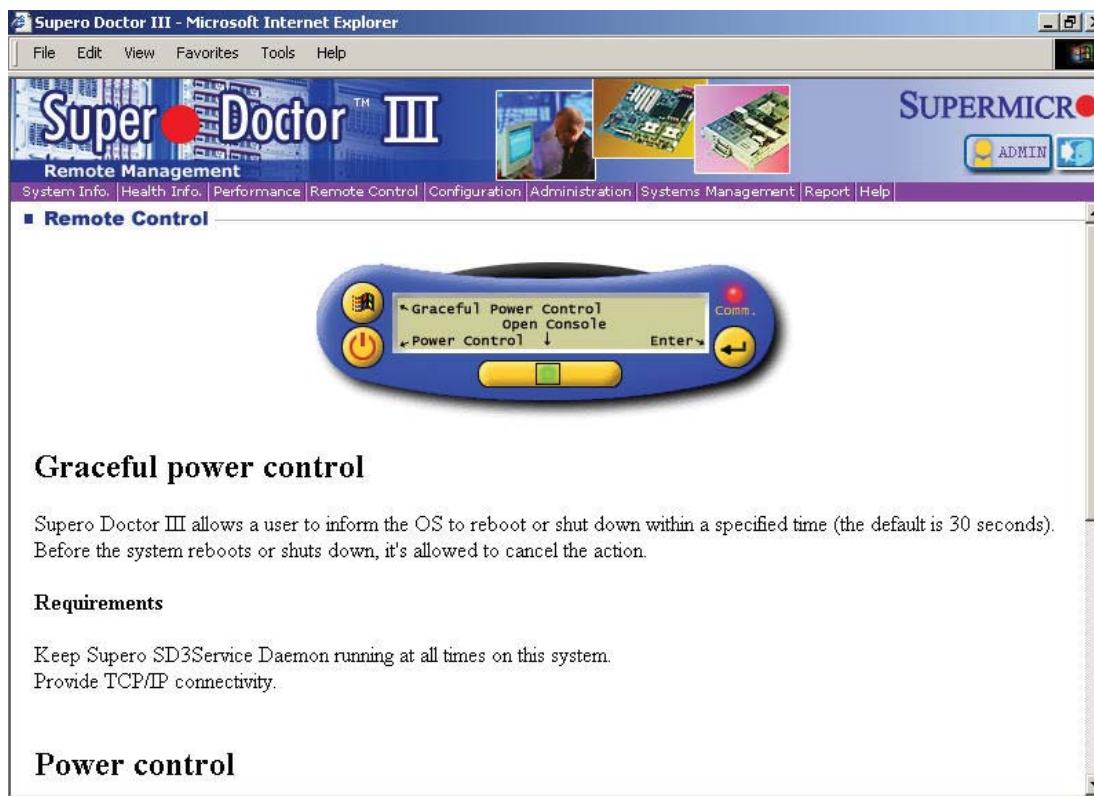 Supero Doctor III - Microsoft Internet Explorer
File Edit View Favorites Tools Help
Super Doctor™ III
SUPERMICR
ADMIN
Remote Management
System Info. Health Info. Performance Remote Control Configuration Administration Systems Management Report Help
Remote Control
Graceful Power Control
Comm.
Open Console
Power Control ↓ Enter
Graceful power control
Supero Doctor III allows a user to inform the OS to reboot or shut down within a specified time (the default is 30 seconds).
Before the system reboots or shuts down, it's allowed to cancel the action.
Requirements
Keep Supero SD3Service Daemon running at all times on this system.
Provide TCP/IP connectivity.
Power control